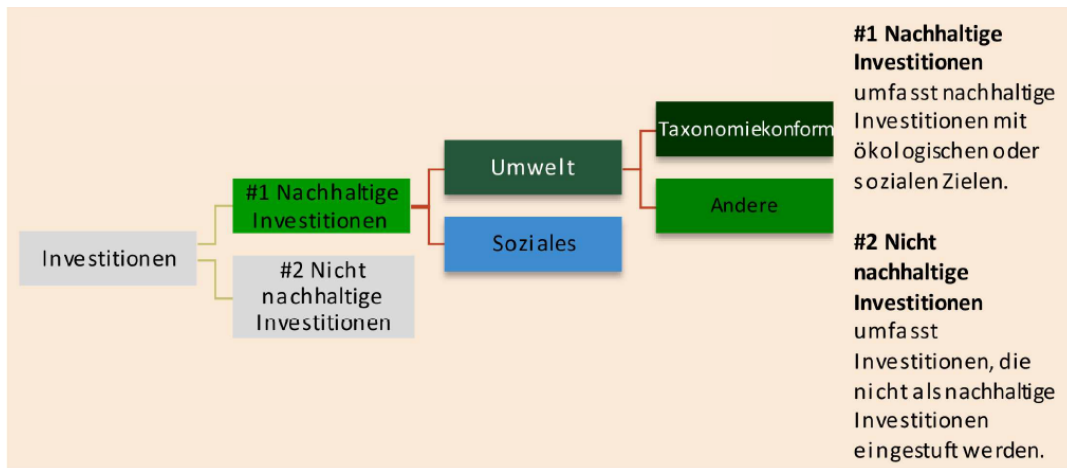 Investitionen
#1 Nachhaltige
Investitionen
#2 Nicht
nachhaltige
Investitionen
Umwelt
Soziales
Taxonomiekonform
Andere
#1 Nachhaltige
Investitionen
umfasst nachhaltige
Investitionen mit
ökologischen oder
sozialen Zielen.
#2 Nicht
nachhaltige
Investitionen
umfasst
Investitionen, die
nicht als nachhaltige
Investitionen
eingestuft werden.